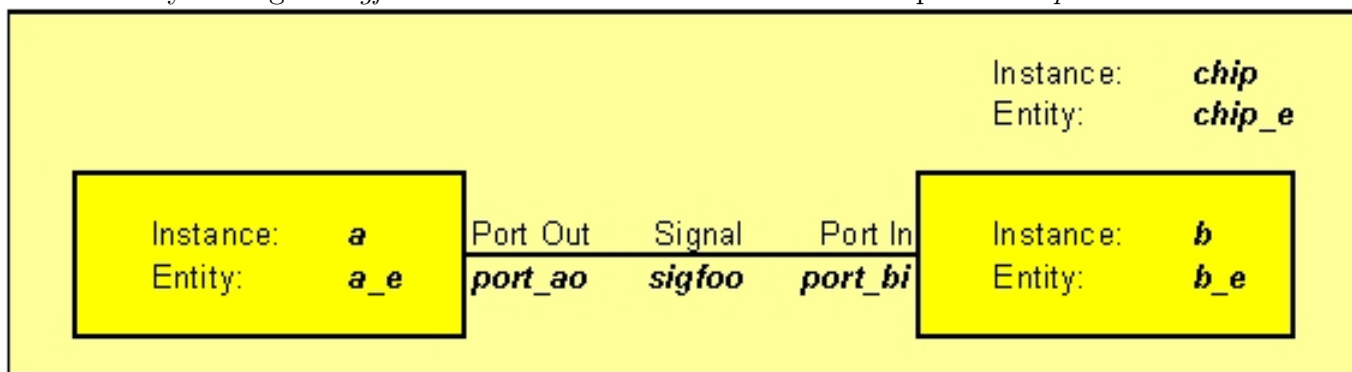 Instance: chip
Entity: chip_e
Instance: a
Entity: a_e
Port Out Signal Port In
port_ao sigfoo port_bi
Instance: b
Entity: b_e